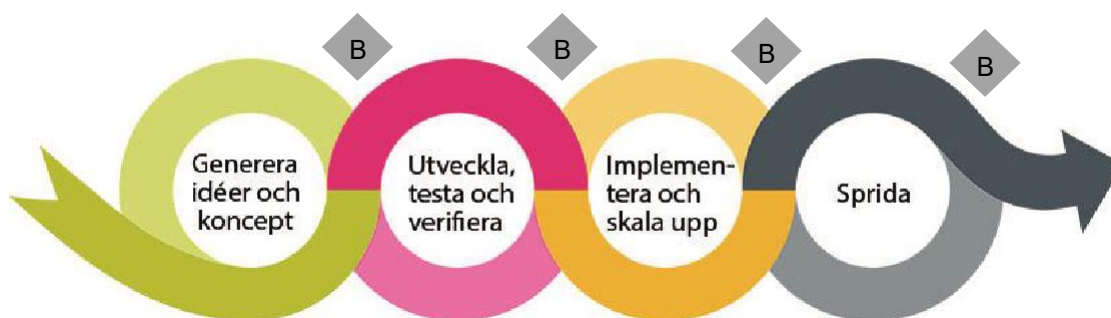 B
B
B
B
Generera
idéer och
koncept
Utveckla,
testa och
verifiera
Implemen-
tera och
skala upp
Sprida